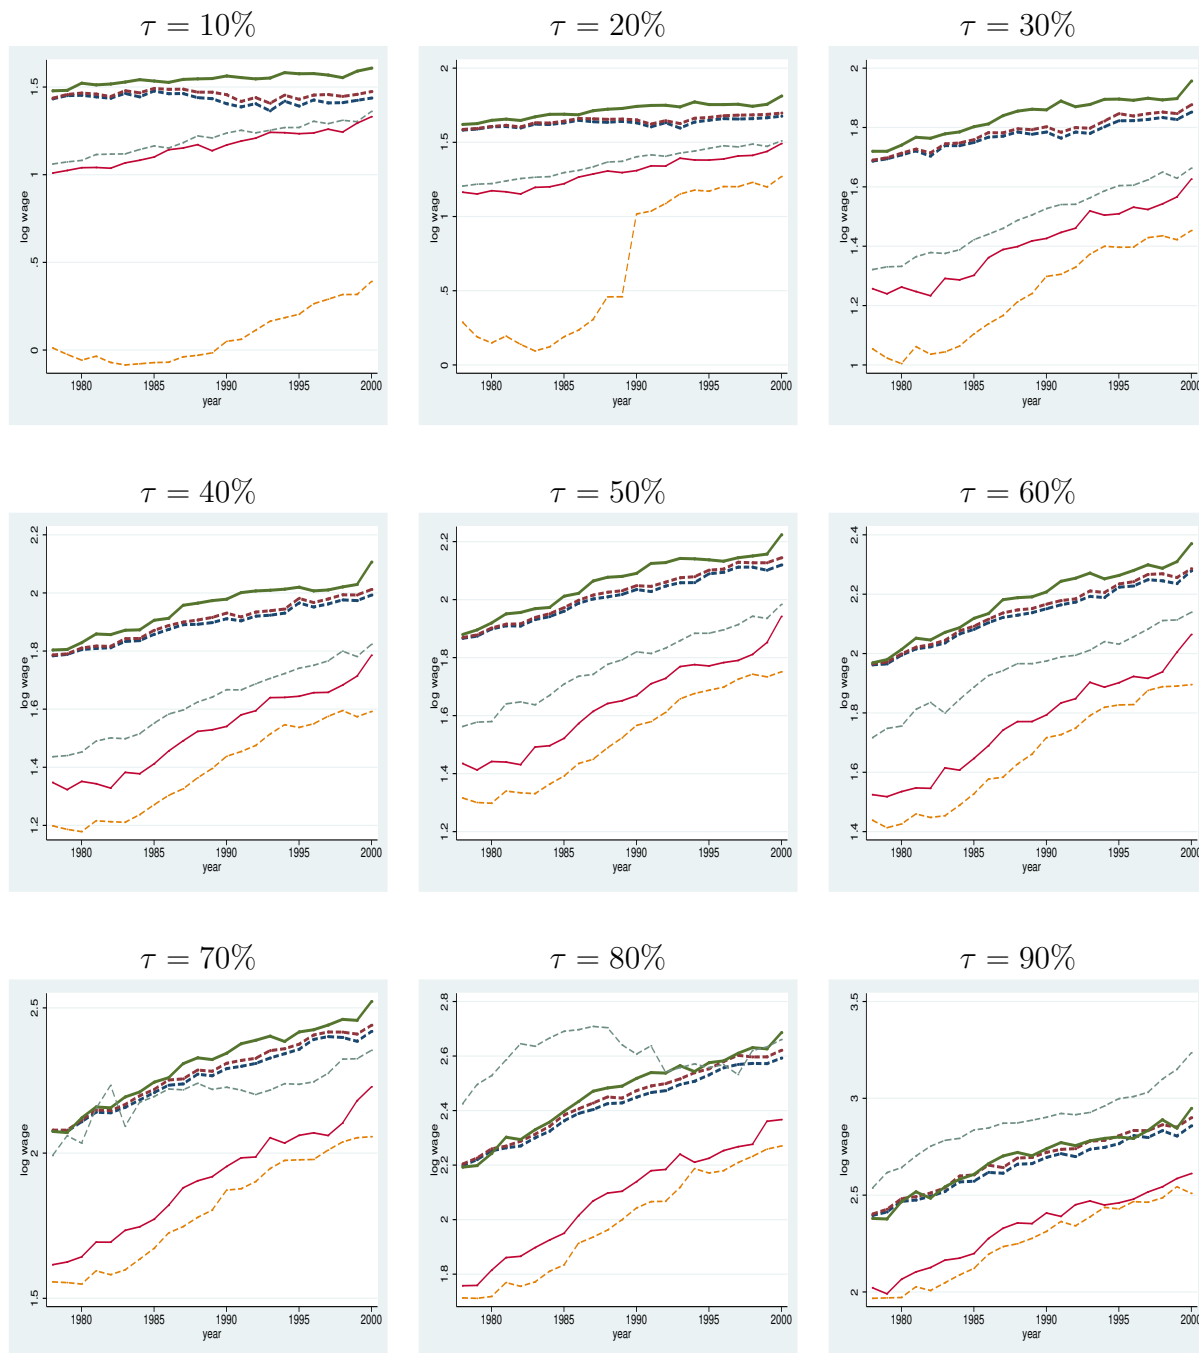 τ = 10% τ = 20% τ = 30%
log wage
0 .5 1 1.5
1980 1985 1990 1995 2000
year
log wage
0 .5 1 1.5 2
1980 1985 1990 1995 2000
year
log wage
1 1.2 1.4 1.6 1.8 2
1980 1985 1990 1995 2000
year
τ = 40% τ = 50% τ = 60%
log wage
1.2 1.4 1.6 1.8 2 2.2
1980 1985 1990 1995 2000
year
log wage
1.2 1.4 1.6 1.8 2 2.2
1980 1985 1990 1995 2000
year
log wage
1.4 1.6 1.8 2 2.2 2.4
1980 1985 1990 1995 2000
year
τ = 70% τ = 80% τ = 90%
log wage
1.5 2 2.5
1980 1985 1990 1995 2000
year
log wage
1.8 2 2.2 2.4 2.6 2.8
1980 1985 1990 1995 2000
year
log wage
2 2.5 3 3.5
1980 1985 1990 1995 2000
year